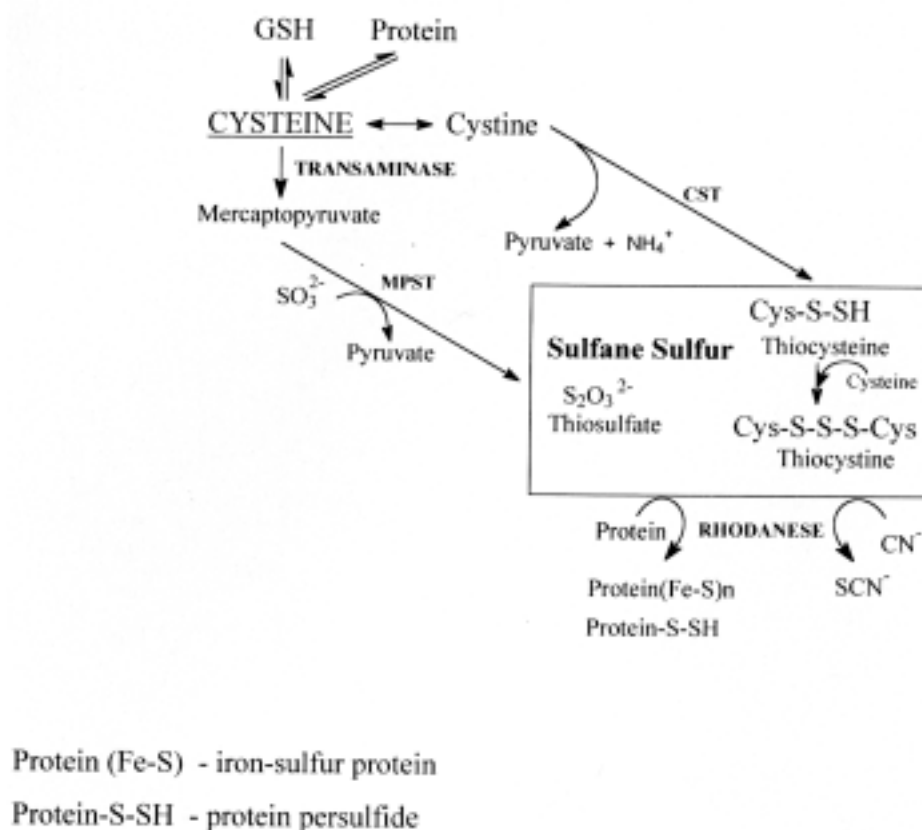 GSH Protein
CYSTEINE Cystine
TRANSAMINASE
CST
Mercaptopyruvate
Pyruvate + NH₄⁺
MPST
SO₃²⁻
Cys-S-SH
Pyruvate
Sulfane Sulfur
Thiocysteine
Cysteine
S₂O₃²⁻
Thiosulfate
Cys-S-S-S-Cys
Thiocystine
Protein RHODANESE CN⁻
Protein(Fe-S)n SCN⁻
Protein-S-SH
Protein (Fe-S) - iron-sulfur protein
Protein-S-SH - protein persulfide